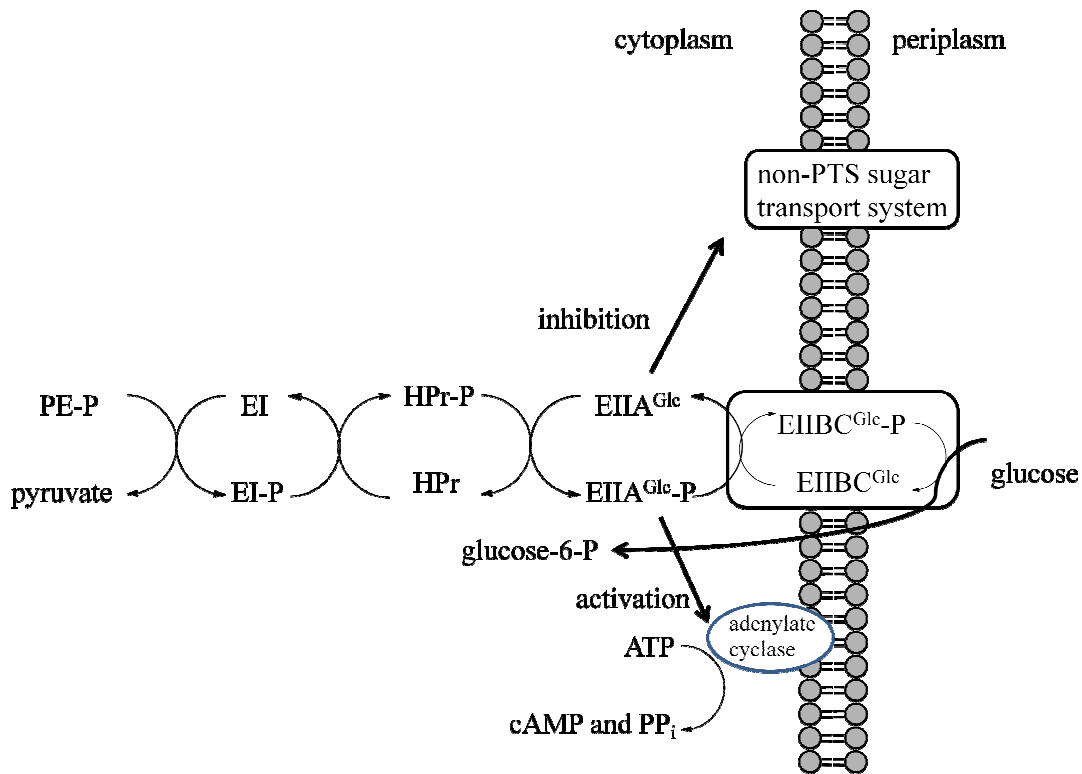 cytoplasm periplasm
non-PTS sugar
transport system
inhibition
PE-P EI HPr-P EIIAᴳˡᶜ EIIBCᴳˡᶜ-P
pyruvate EI-P HPr EIIAᴳˡᶜ-P EIIBCᴳˡᶜ glucose
glucose-6-P
activation
adenylate
cyclase
ATP
cAMP and PPᵢ